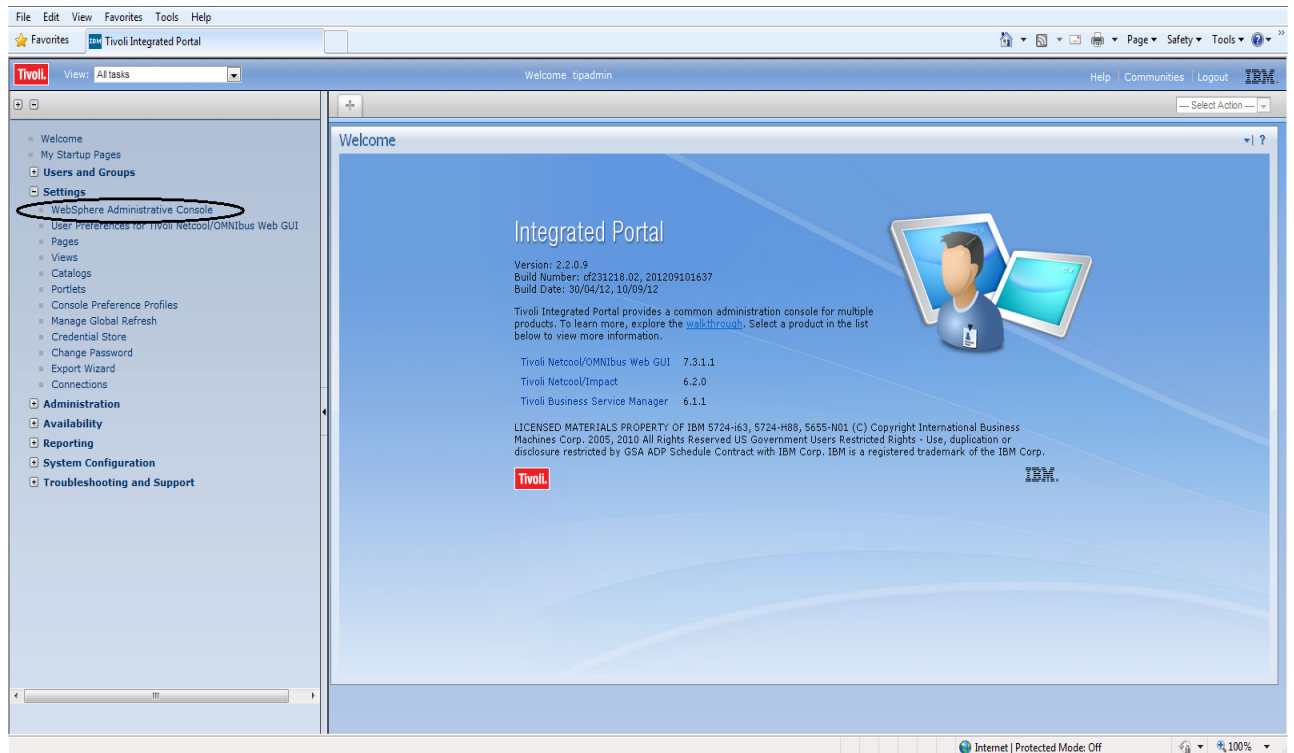 File Edit View Favorites Tools Help
Favorites IBM Tivoli Integrated Portal
Page Safety Tools
Tivoli. View: All tasks Welcome tipadmin Help Communities Logout IBM.
— Select Action —
Welcome
My Startup Pages
Users and Groups
Settings
WebSphere Administrative Console
User Preferences for Tivoli Netcool/OMNIbus Web GUI
Pages
Views
Catalogs
Portlets
Console Preference Profiles
Manage Global Refresh
Credential Store
Change Password
Export Wizard
Connections
Administration
Availability
Reporting
System Configuration
Troubleshooting and Support
Welcome ?
Integrated Portal
Version: 2.2.0.9
Build Number: cf231218.02, 201209101637
Build Date: 30/04/12, 10/09/12
Tivoli Integrated Portal provides a common administration console for multiple
products. To learn more, explore the walkthrough. Select a product in the list
below to view more information.
Tivoli Netcool/OMNIbus Web GUI 7.3.1.1
Tivoli Netcool/Impact 6.2.0
Tivoli Business Service Manager 6.1.1
LICENSED MATERIALS PROPERTY OF IBM 5724-i63, 5724-H88, 5655-N01 (C) Copyright International Business
Machines Corp. 2005, 2010 All Rights Reserved US Government Users Restricted Rights - Use, duplication or
disclosure restricted by GSA ADP Schedule Contract with IBM Corp. IBM is a registered trademark of the IBM Corp.
Tivoli. IBM.
Internet | Protected Mode: Off 100%